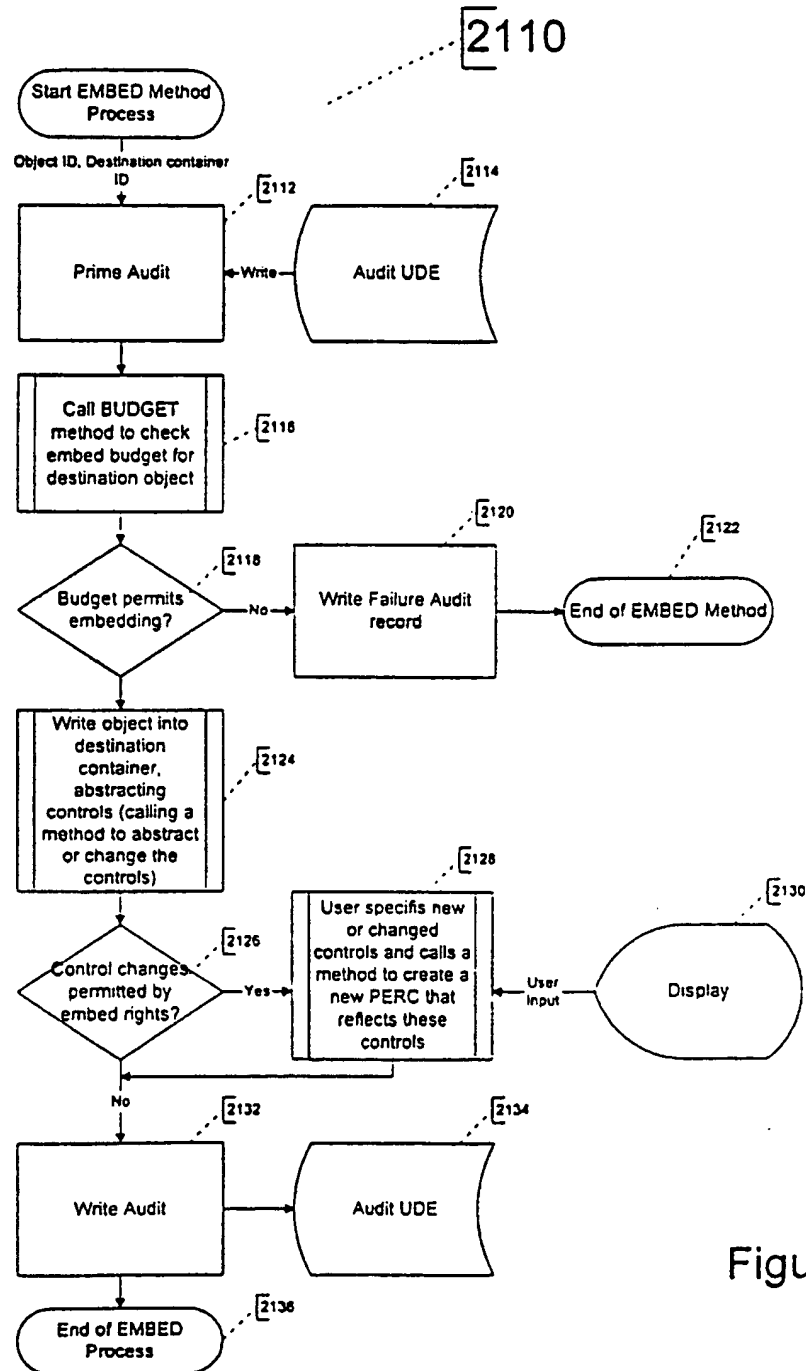 2110
Start EMBED Method
Process
Object ID, Destination container
ID
2112
2114
Prime Audit
Write
Audit UDE
Call BUDGET
method to check
embed budget for
destination object
2116
2118
Budget permits
embedding?
No
2120
Write Failure Audit
record
2122
End of EMBED Method
Write object into
destination
container,
abstracting
controls (calling a
method to abstract
or change the
controls)
2124
2126
Control changes
permitted by
embed rights?
Yes
2128
User specifis new
or changed
controls and calls a
method to create a
new PERC that
reflects these
controls
User
Input
2130
Display
No
2132
2134
Write Audit
Audit UDE
2136
End of EMBED
Process
Figu